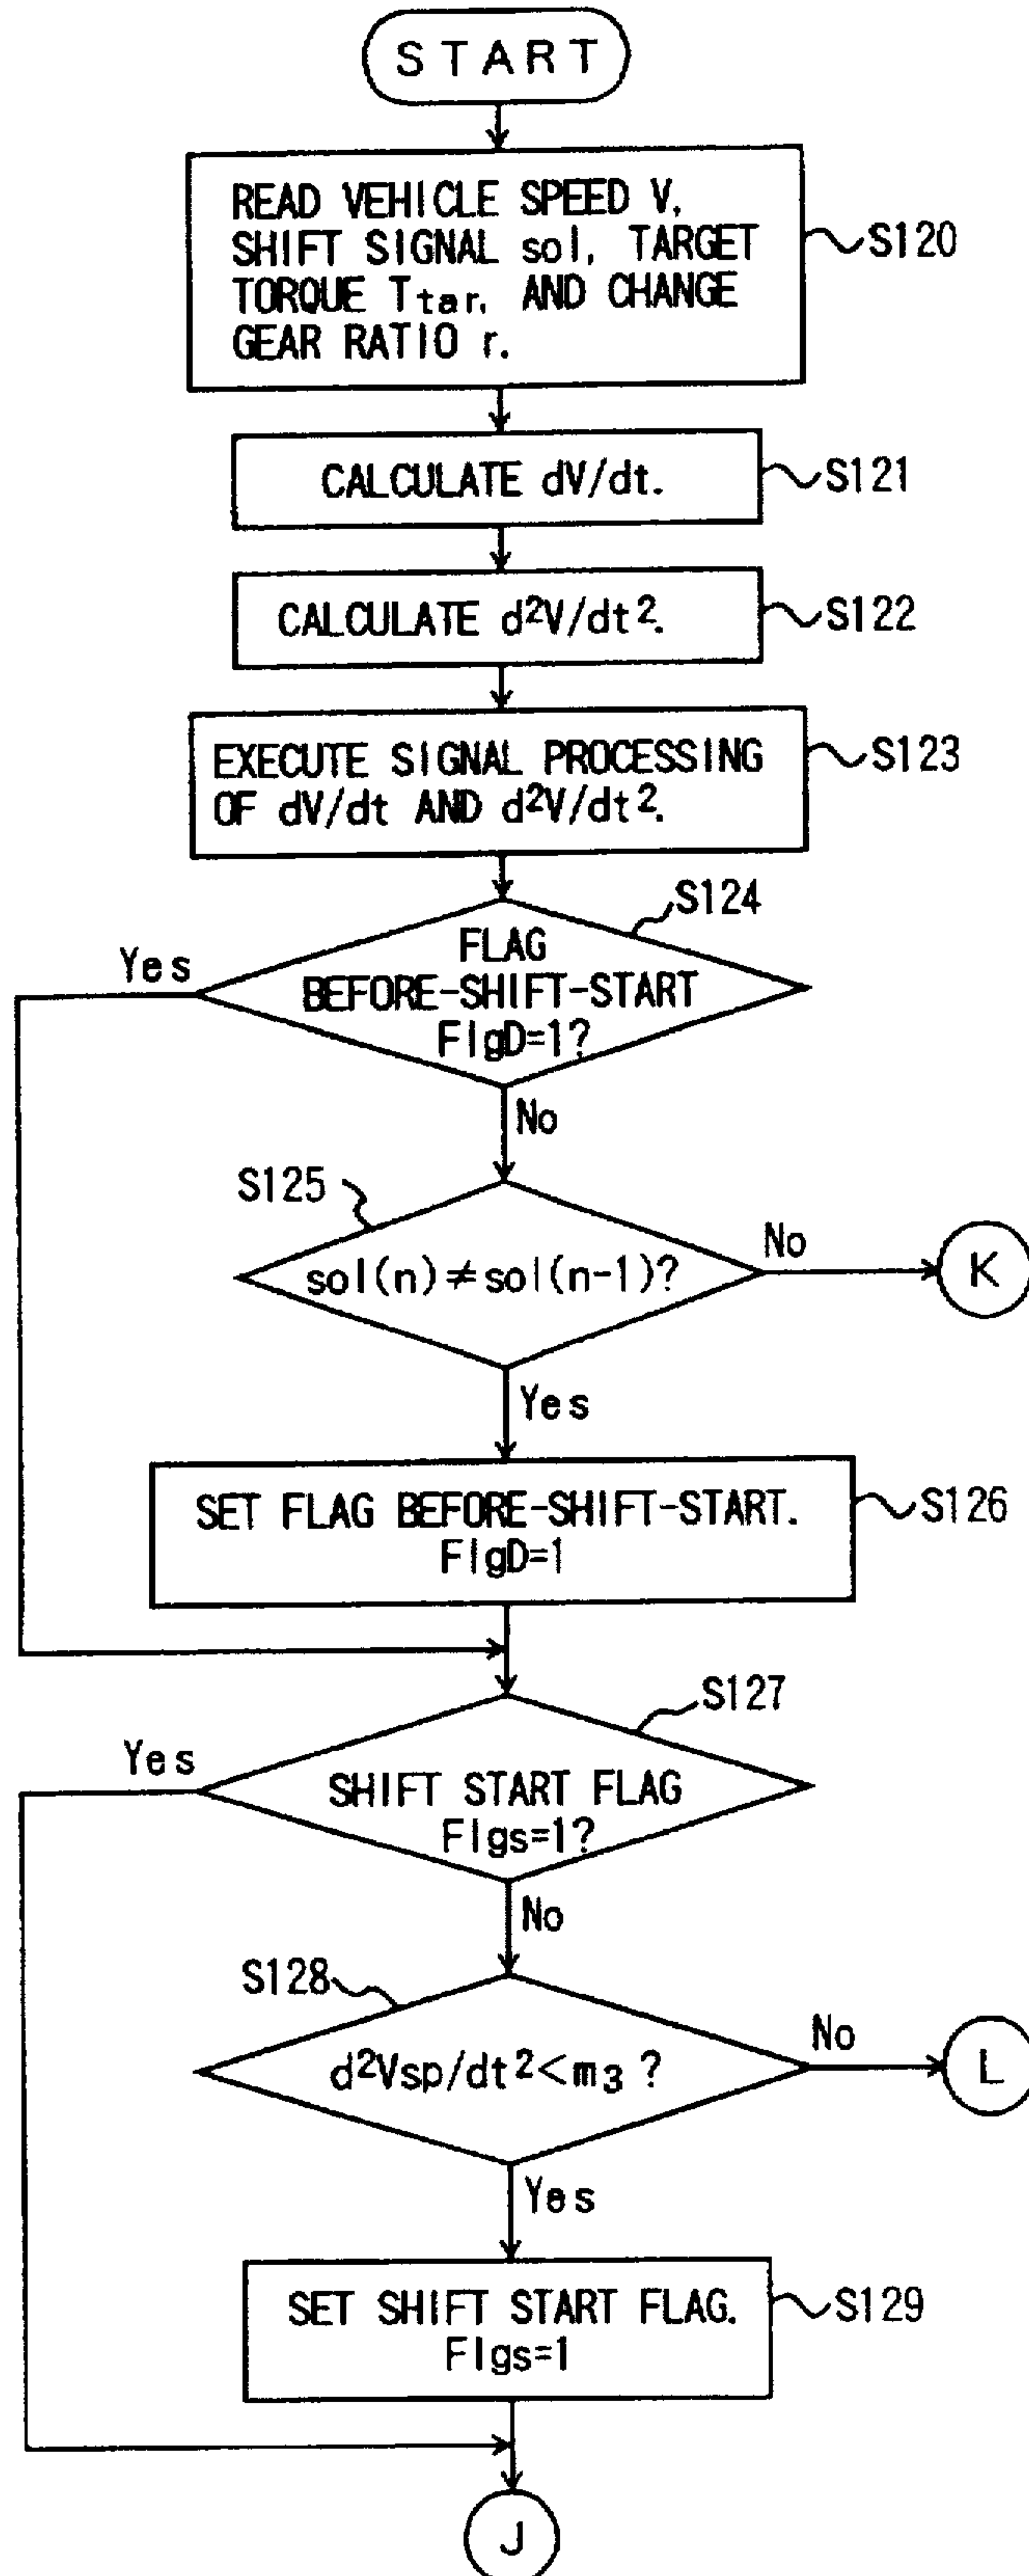 START
READ VEHICLE SPEED V,
SHIFT SIGNAL sol, TARGET
TORQUE Ttar, AND CHANGE
GEAR RATIO r.
S120
CALCULATE dV/dt.
S121
CALCULATE d²V/dt².
S122
EXECUTE SIGNAL PROCESSING
OF dV/dt AND d²V/dt².
S123
S124
FLAG
BEFORE-SHIFT-START
FlgD=1?
Yes
No
S125
sol(n)≠sol(n-1)?
No
K
Yes
SET FLAG BEFORE-SHIFT-START.
FlgD=1
S126
S127
SHIFT START FLAG
Flgs=1?
Yes
No
S128
d²Vsp/dt²<m₃ ?
No
L
Yes
SET SHIFT START FLAG.
Flgs=1
S129
J